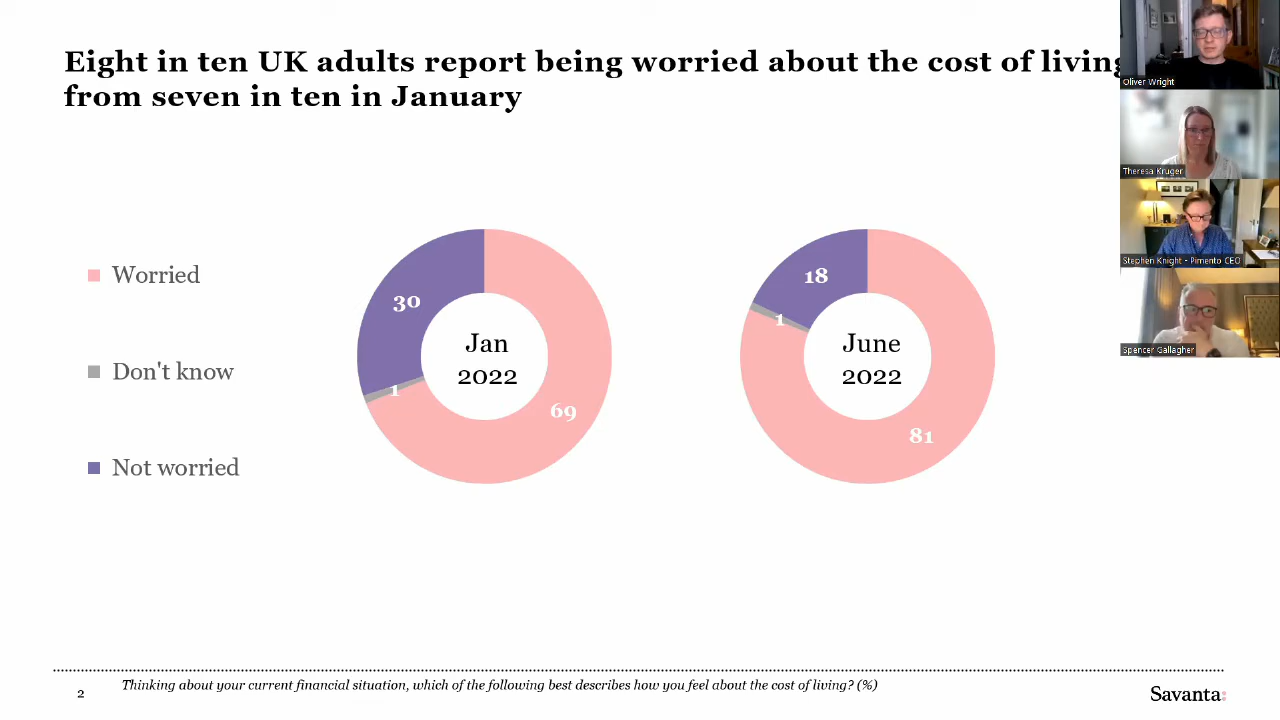 Eight in ten UK adults report being worried about the cost of living
from seven in ten in January
Oliver Wright
Theresa Kruger
Stephen Knight - Pimento CEO
Spencer Gallagher
Worried
Don't know
Not worried
30
1
69
Jan
2022
18
1
81
June
2022
2
Thinking about your current financial situation, which of the following best describes how you feel about the cost of living? (%)
Savanta: